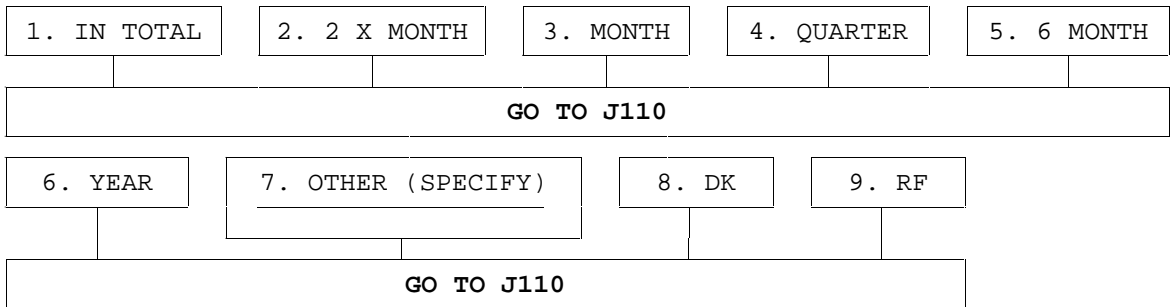 1. IN TOTAL 2. 2 X MONTH 3. MONTH 4. QUARTER 5. 6 MONTH
GO TO J110
6. YEAR 7. OTHER (SPECIFY) 8. DK 9. RF
GO TO J110